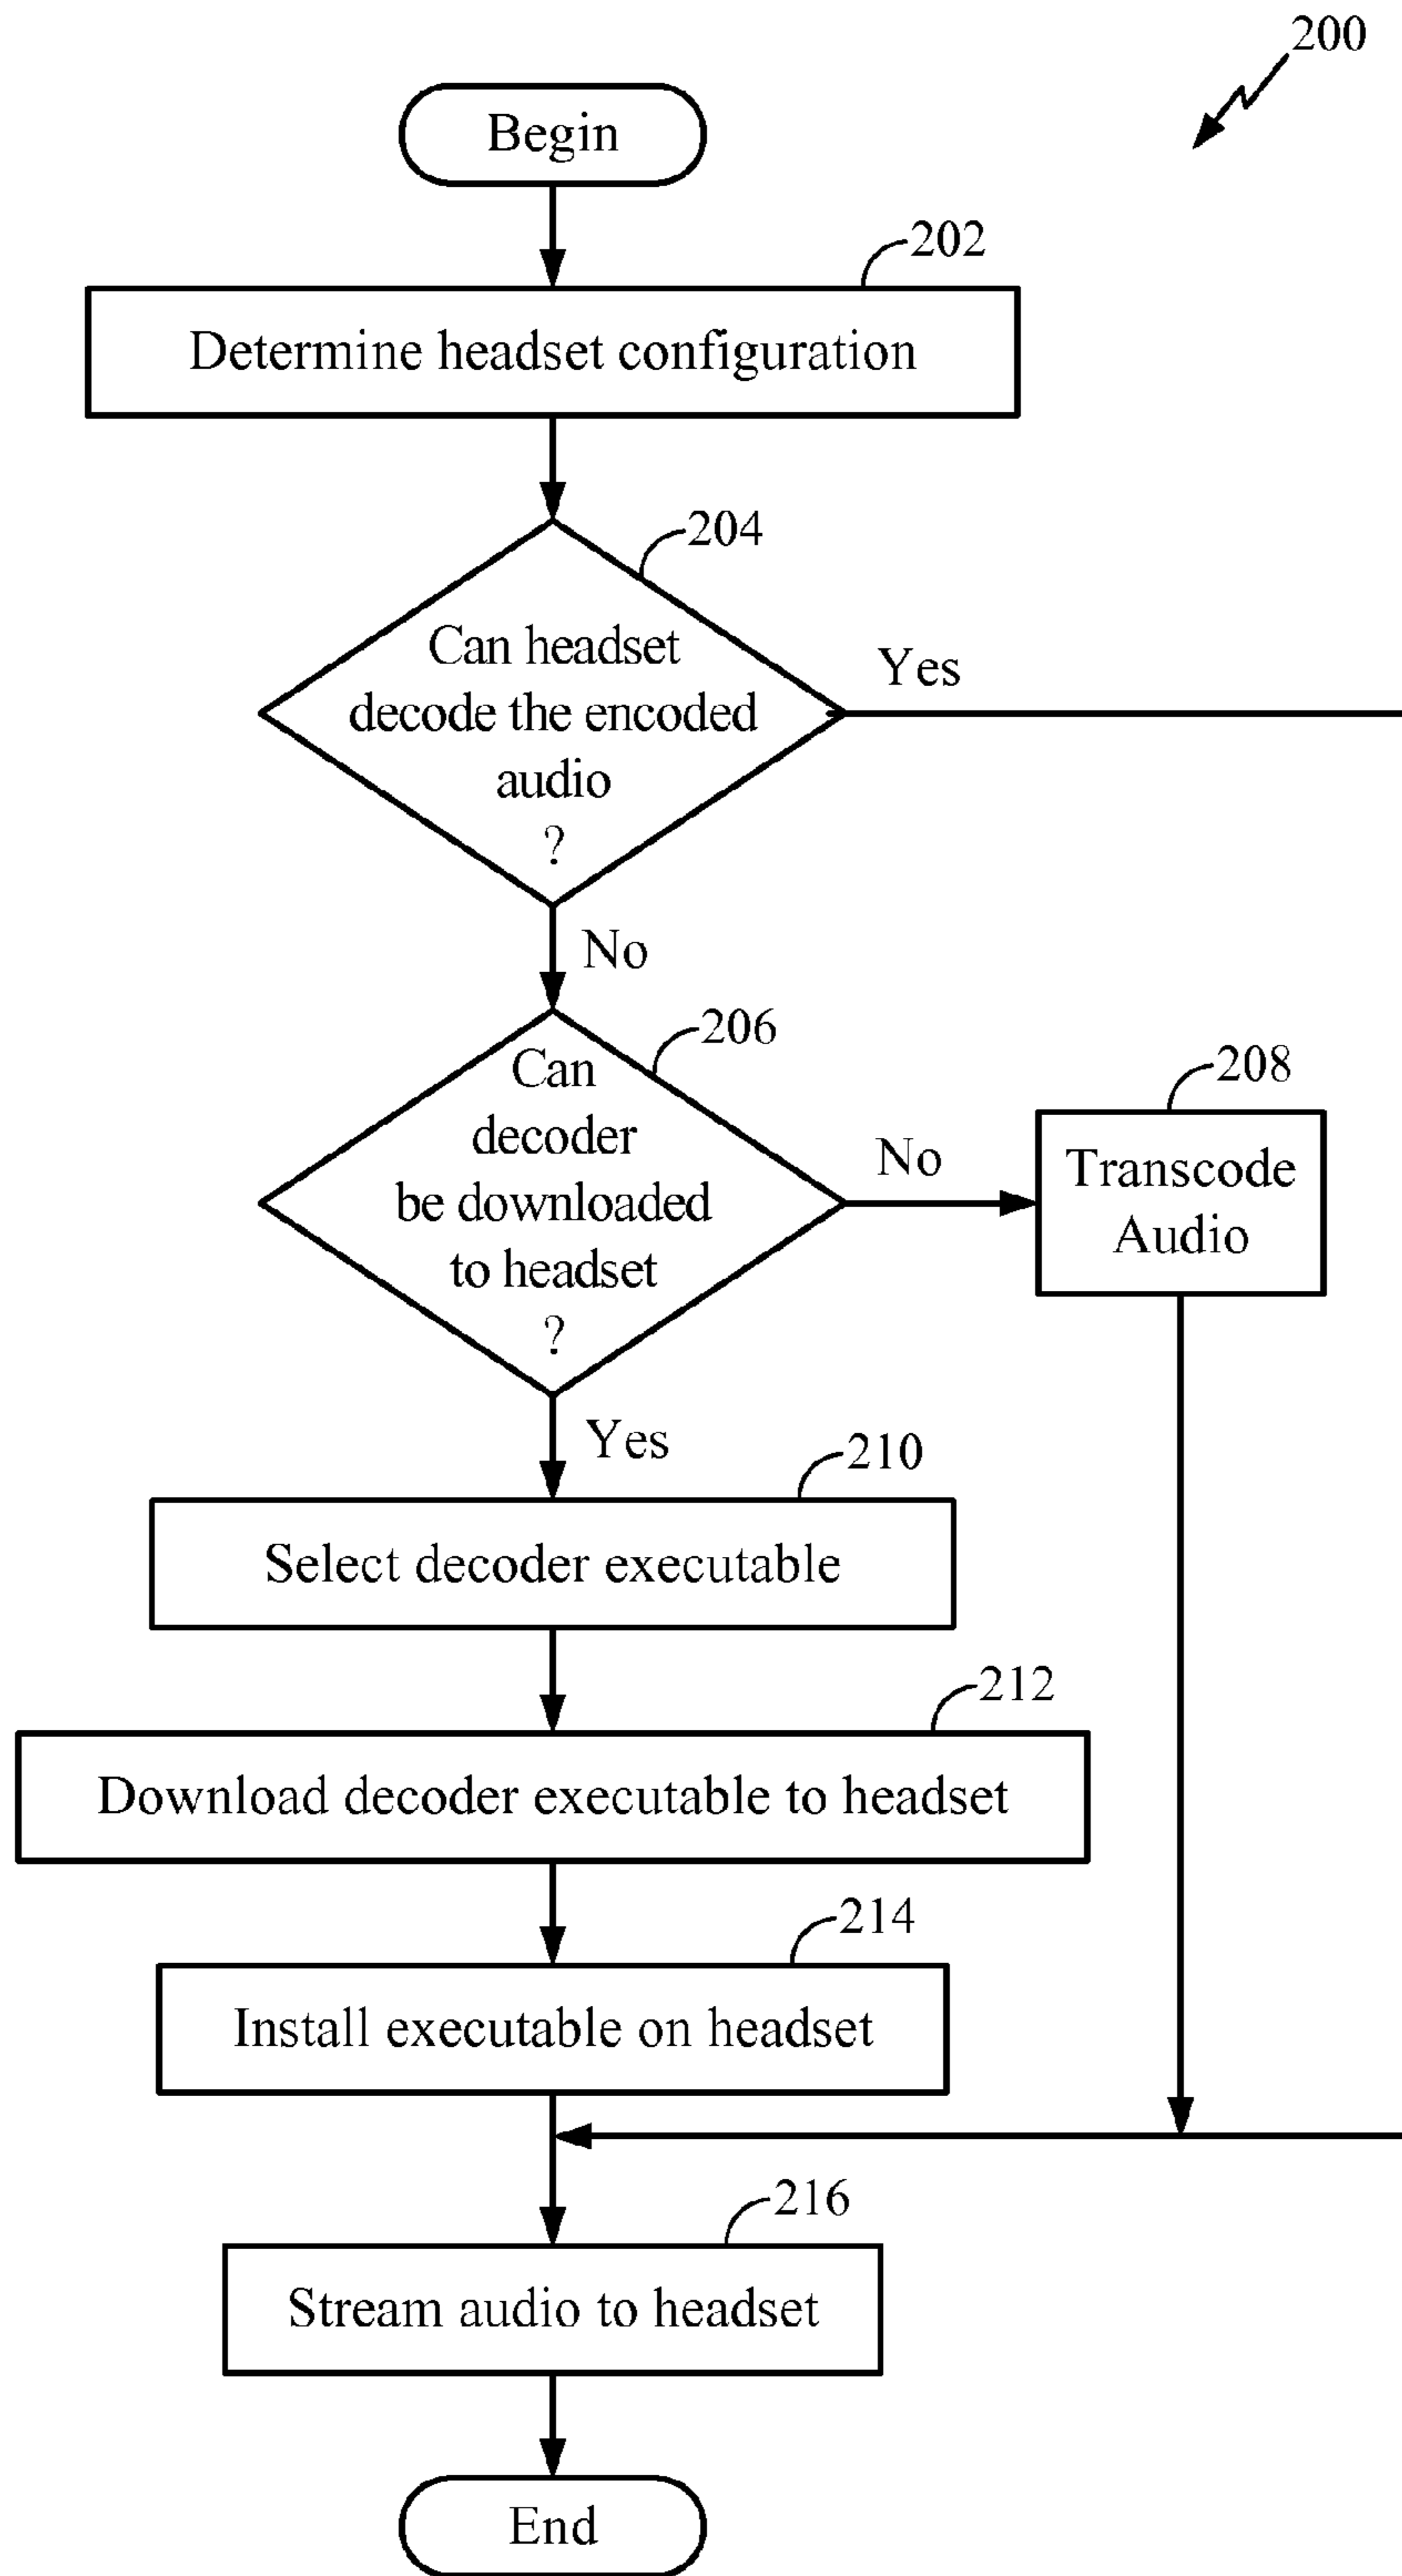 200
Begin
202
Determine headset configuration
204
Can headset
decode the encoded
audio
?
Yes
No
206
Can
decoder
be downloaded
to headset
?
No
208
Transcode
Audio
Yes
210
Select decoder executable
212
Download decoder executable to headset
214
Install executable on headset
216
Stream audio to headset
End